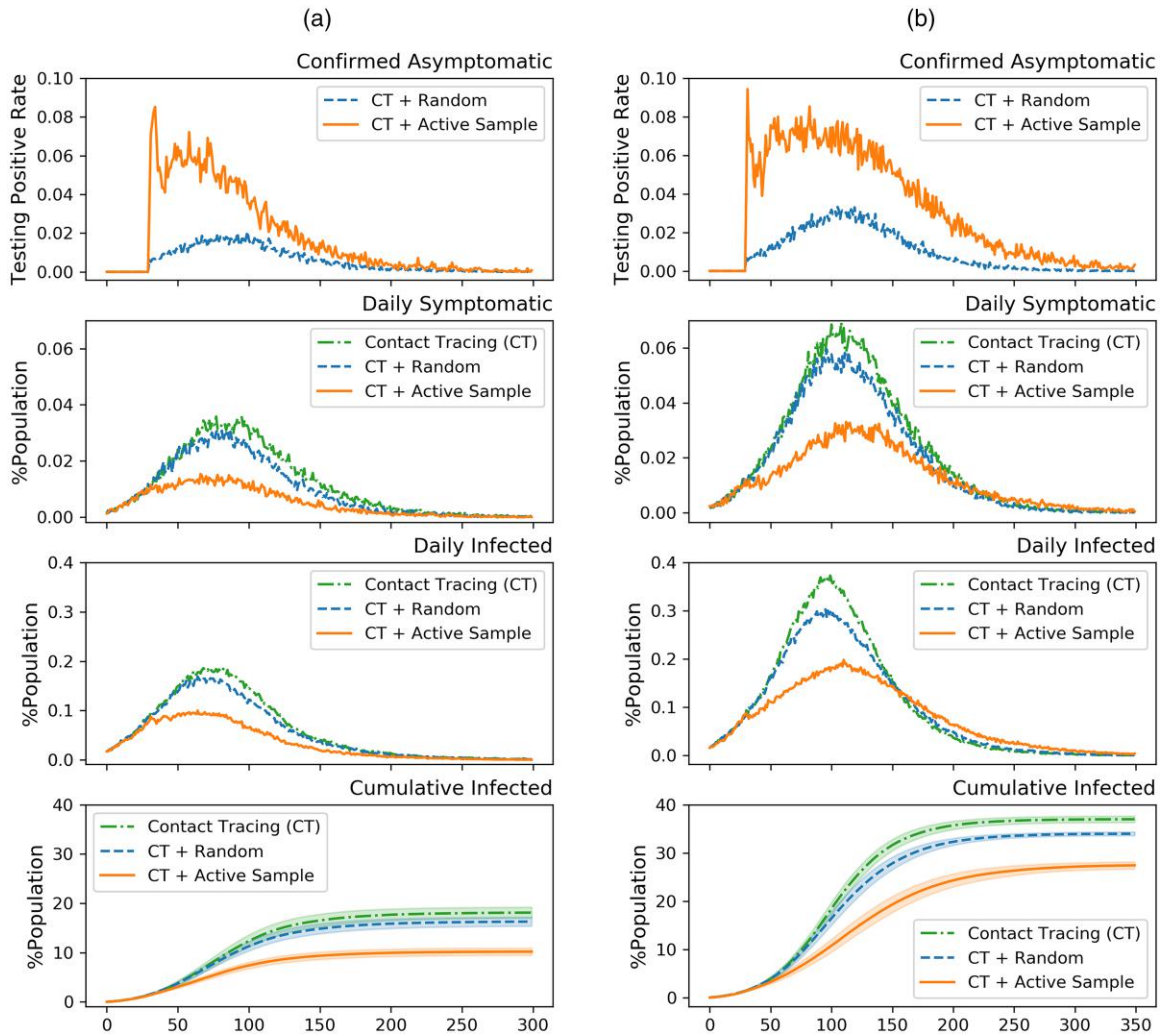 (a)
Confirmed Asymptomatic
Testing Positive Rate
0.10
0.08
0.06
0.04
0.02
0.00
CT + Random
CT + Active Sample
Daily Symptomatic
%Population
0.06
0.04
0.02
0.00
Contact Tracing (CT)
CT + Random
CT + Active Sample
Daily Infected
%Population
0.4
0.3
0.2
0.1
0.0
Contact Tracing (CT)
CT + Random
CT + Active Sample
Cumulative Infected
%Population
40
30
20
10
0
Contact Tracing (CT)
CT + Random
CT + Active Sample
0 50 100 150 200 250 300
(b)
Confirmed Asymptomatic
Testing Positive Rate
0.10
0.08
0.06
0.04
0.02
0.00
CT + Random
CT + Active Sample
Daily Symptomatic
%Population
0.06
0.04
0.02
0.00
Contact Tracing (CT)
CT + Random
CT + Active Sample
Daily Infected
%Population
0.4
0.3
0.2
0.1
0.0
Contact Tracing (CT)
CT + Random
CT + Active Sample
Cumulative Infected
%Population
40
30
20
10
0
Contact Tracing (CT)
CT + Random
CT + Active Sample
0 50 100 150 200 250 300 350